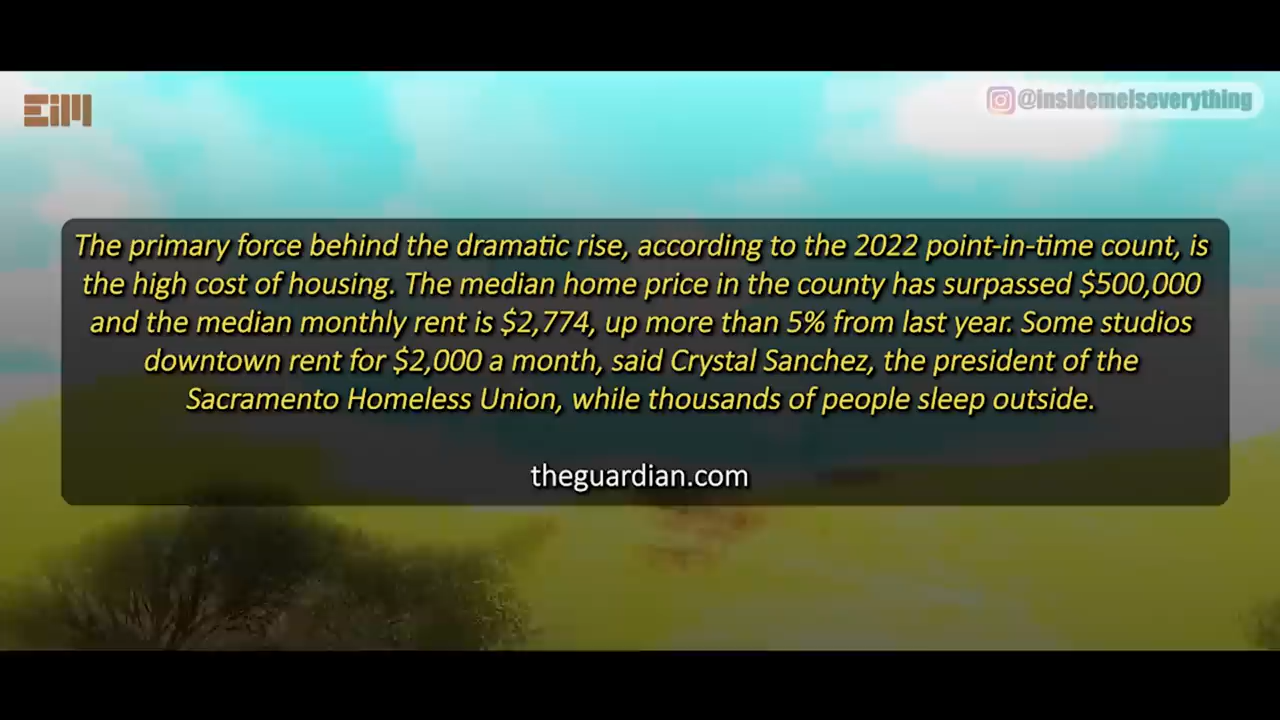 EiM
@insidemeiseverything
The primary force behind the dramatic rise, according to the 2022 point-in-time count, is
the high cost of housing. The median home price in the county has surpassed $500,000
and the median monthly rent is $2,774, up more than 5% from last year. Some studios
downtown rent for $2,000 a month, said Crystal Sanchez, the president of the
Sacramento Homeless Union, while thousands of people sleep outside.
theguardian.com